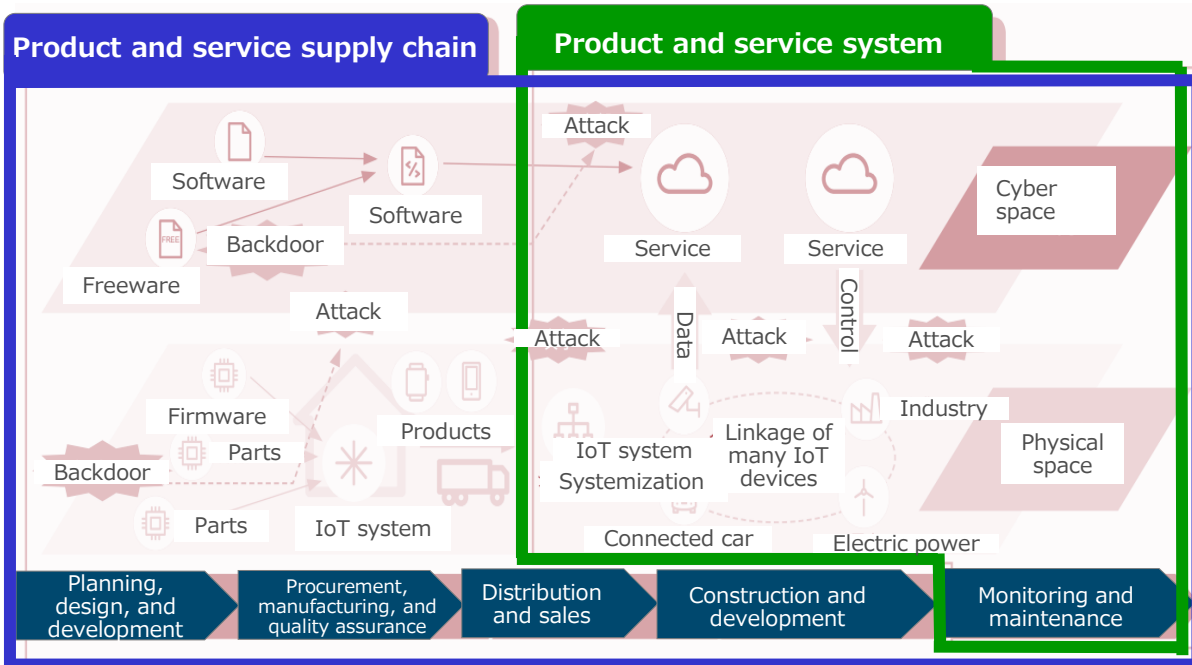 Product and service supply chain
Product and service system
Attack
Software
Software
Cyber
space
Backdoor
Service
Service
Freeware
FREE
Attack
Data
Control
Attack
Attack
Attack
Firmware
Products
Industry
Backdoor
Parts
IoT system
Systemization
Linkage of
many IoT
devices
Physical
space
Parts
IoT system
Connected car
Electric power
Planning,
design, and
development
Procurement,
manufacturing, and
quality assurance
Distribution
and sales
Construction and
development
Monitoring and
maintenance